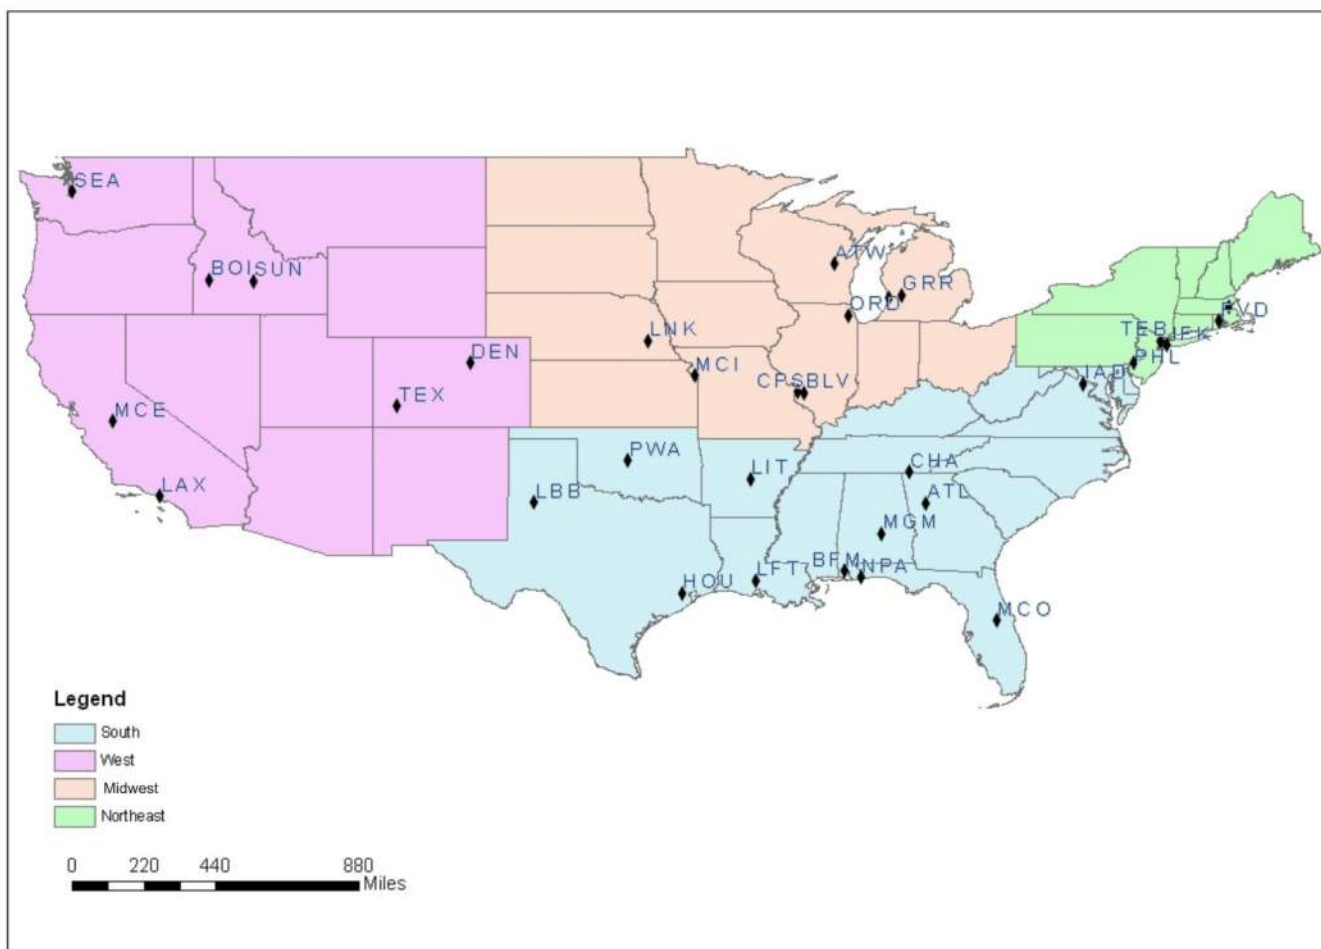 SEA
BOI
SUN
ATW
GRR
ORD
PVD
LNK
TEB
JFK
DEN
PHL
MCI
IAD
CPS
BLV
TEX
MCE
PWA
CHA
LIT
LAX
LBB
ATL
MGM
BFM
NPA
LFT
HOU
MCO
Legend
South
West
Midwest
Northeast
0 220 440 880
Miles